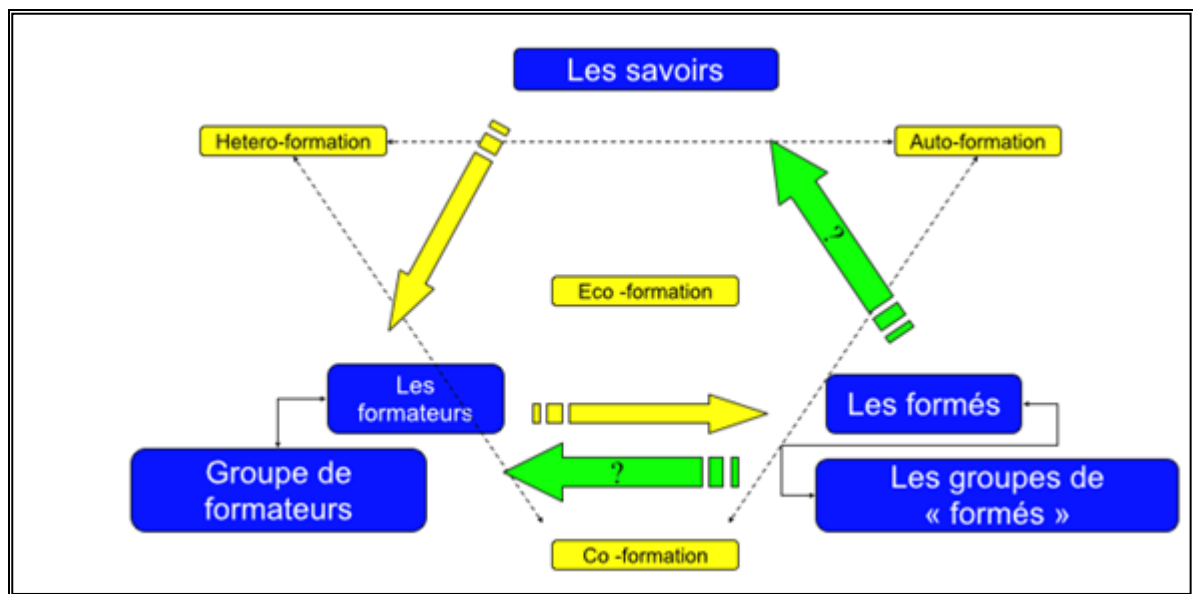 Les savoirs
Hetero-formation
Auto-formation
?
Eco -formation
Les
formateurs
Les formés
?
Groupe de
formateurs
Les groupes de
« formés »
Co -formation